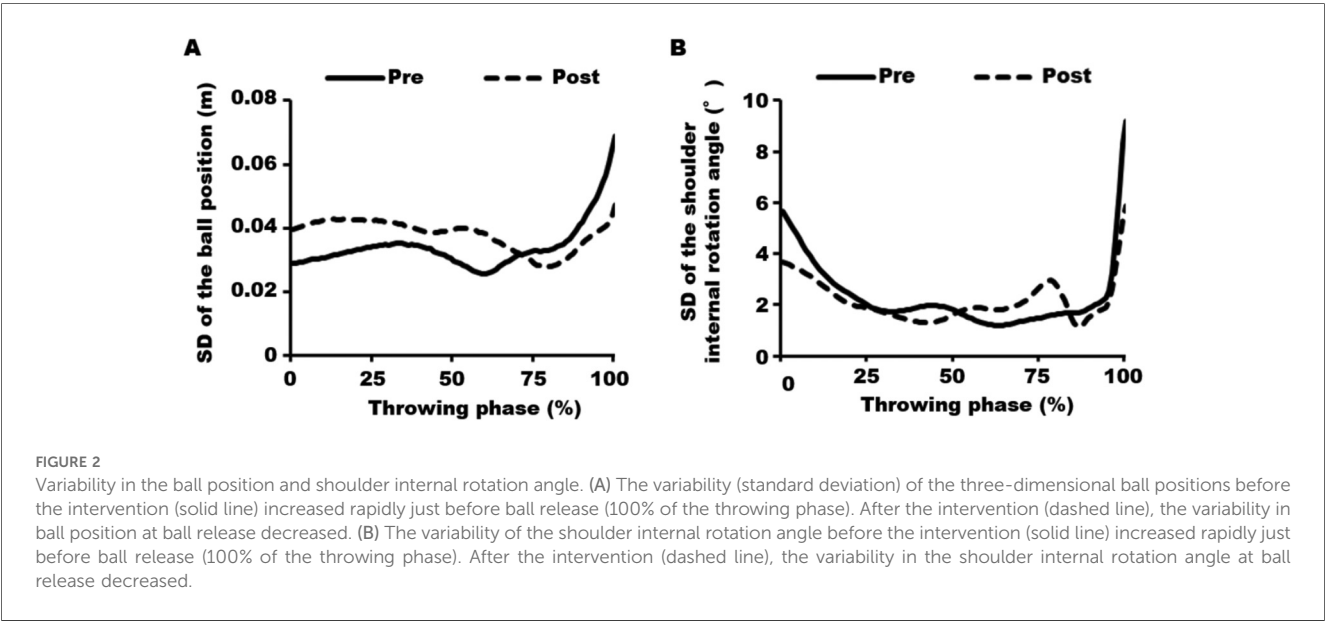 A
Pre
Post
SD of the ball position (m)
0.08
0.06
0.04
0.02
0
0 25 50 75 100
Throwing phase (%)
B
Pre
Post
SD of the shoulder
internal rotation angle (°)
10
8
6
4
2
0
0 25 50 75 100
Throwing phase (%)
FIGURE 2
Variability in the ball position and shoulder internal rotation angle. (A) The variability (standard deviation) of the three-dimensional ball positions before
the intervention (solid line) increased rapidly just before ball release (100% of the throwing phase). After the intervention (dashed line), the variability in
ball position at ball release decreased. (B) The variability of the shoulder internal rotation angle before the intervention (solid line) increased rapidly just
before ball release (100% of the throwing phase). After the intervention (dashed line), the variability in the shoulder internal rotation angle at ball
release decreased.